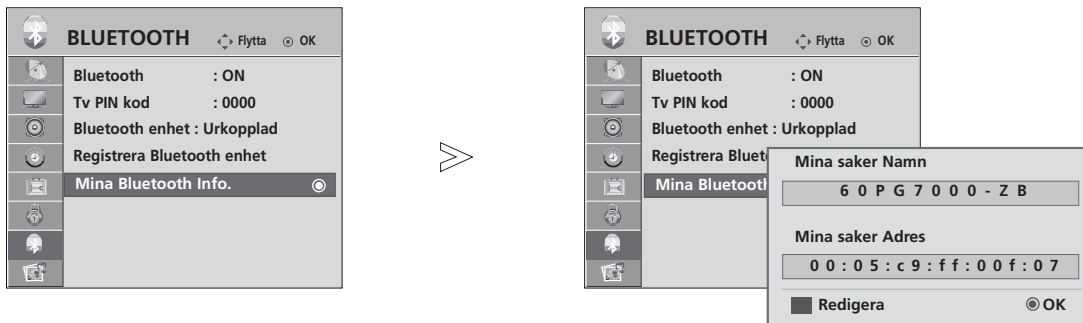 BLUETOOTH Flytta OK
Bluetooth : ON
Tv PIN kod : 0000
Bluetooth enhet : Urkopplad
Registrera Bluetooth enhet
Mina Bluetooth Info.
BLUETOOTH Flytta OK
Bluetooth : ON
Tv PIN kod : 0000
Bluetooth enhet : Urkopplad
Registrera Bluet
Mina Bluetooth
Mina saker Namn
60PG7000-ZB
Mina saker Adres
00:05:c9:ff:00f:07
Redigera OK